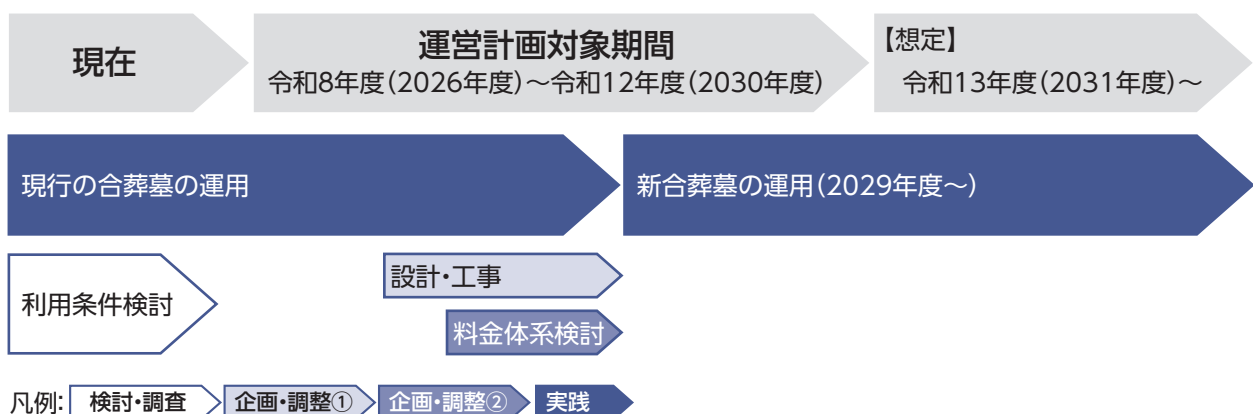 現在
運営計画対象期間
令和8年度(2026年度)～令和12年度(2030年度)
【想定】
令和13年度(2031年度)～
現行の合葬墓の運用
新合葬墓の運用(2029年度～)
利用条件検討
設計・工事
料金体系検討
凡例: 検討・調査 企画・調整① 企画・調整② 実践